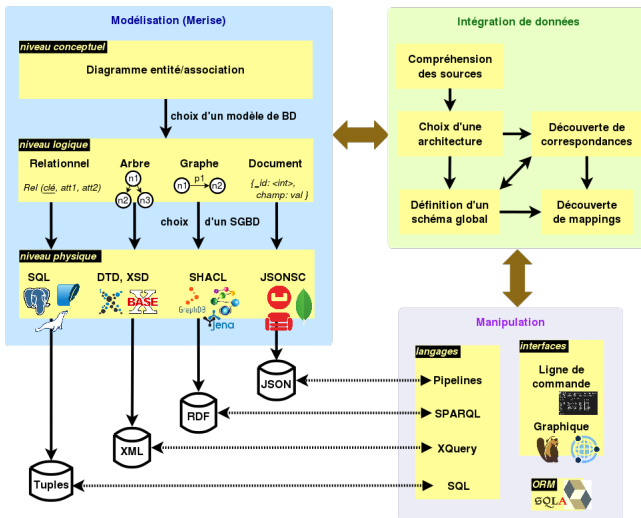 Modélisation (Merise)
niveau conceptuel
Diagramme entité/association
choix d'un modèle de BD
niveau logique
Relationnel
Rel (clé, att1, att2)
Arbre
n1
n2
n3
Graphe
n1
p1
n2
Document
{_id: <int>,
champ: val }
choix d'un SGBD
niveau physique
SQL
DTD, XSD
BASE
X
SHACL
GraphDB
Jena
JSONSC
JSON
RDF
XML
Tuples
Intégration de données
Compréhension
des sources
Choix d'une
architecture
Découverte de
correspondances
Définition d'un
schéma global
Découverte
de mappings
Manipulation
langages
Pipelines
SPARQL
XQuery
SQL
interfaces
Ligne de
commande
Graphique
ORM
SQLA